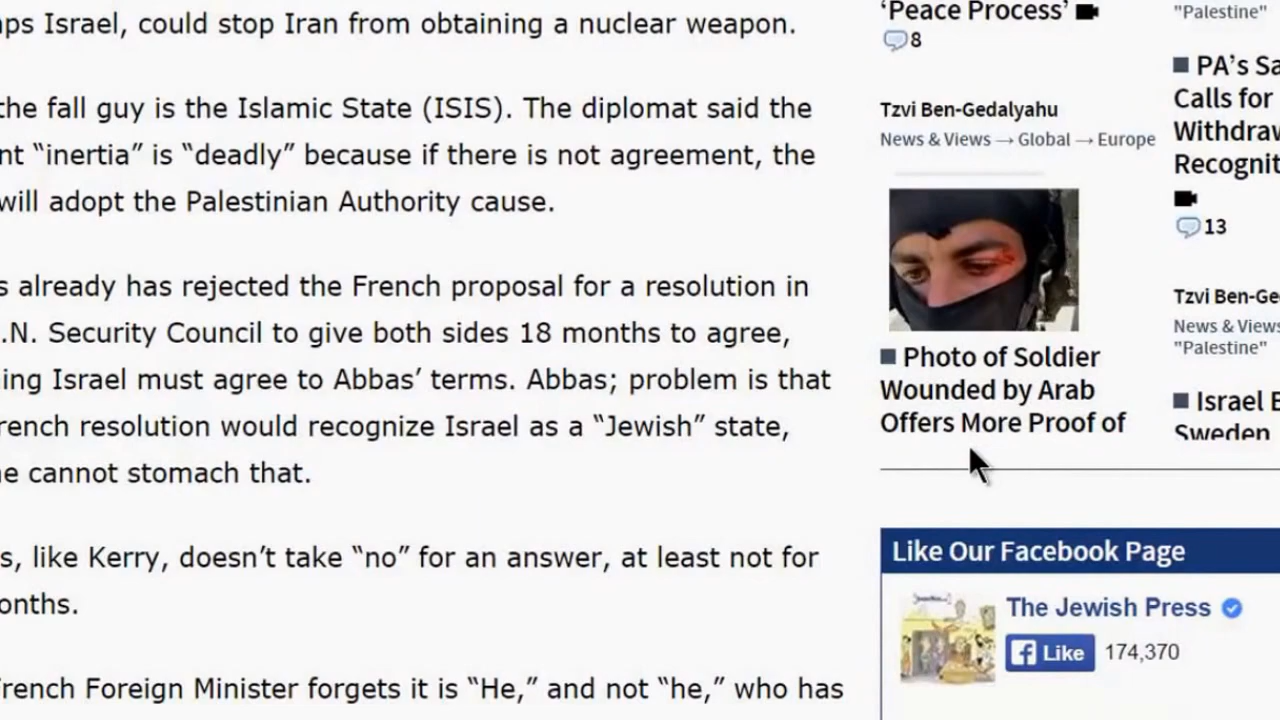 aps Israel, could stop Iran from obtaining a nuclear weapon.
the fall guy is the Islamic State (ISIS). The diplomat said the
nt “inertia” is “deadly” because if there is not agreement, the
will adopt the Palestinian Authority cause.
s already has rejected the French proposal for a resolution in
.N. Security Council to give both sides 18 months to agree,
ing Israel must agree to Abbas’ terms. Abbas; problem is that
rench resolution would recognize Israel as a “Jewish” state,
e cannot stomach that.
s, like Kerry, doesn’t take “no” for an answer, at least not for
onths.
rench Foreign Minister forgets it is “He,” and not “he,” who has
‘Peace Process’
8
Tzvi Ben-Gedalyahu
News & Views → Global → Europe
Photo of Soldier
Wounded by Arab
Offers More Proof of
"Palestine"
PA’s Sa
Calls for
Withdraw
Recognit
13
Tzvi Ben-Ge
News & Views
"Palestine"
Israel E
Sweden
Like Our Facebook Page
The Jewish Press
Like 174,370